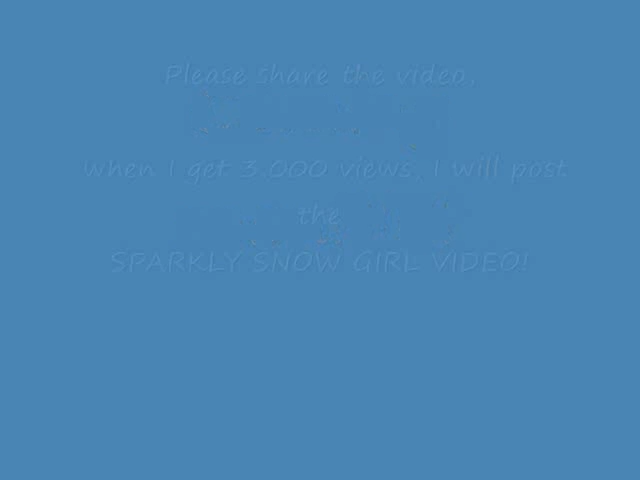 Please share the video,
when I get 3.000 views, I will post
the
SPARKLY SNOW GIRL VIDEO!